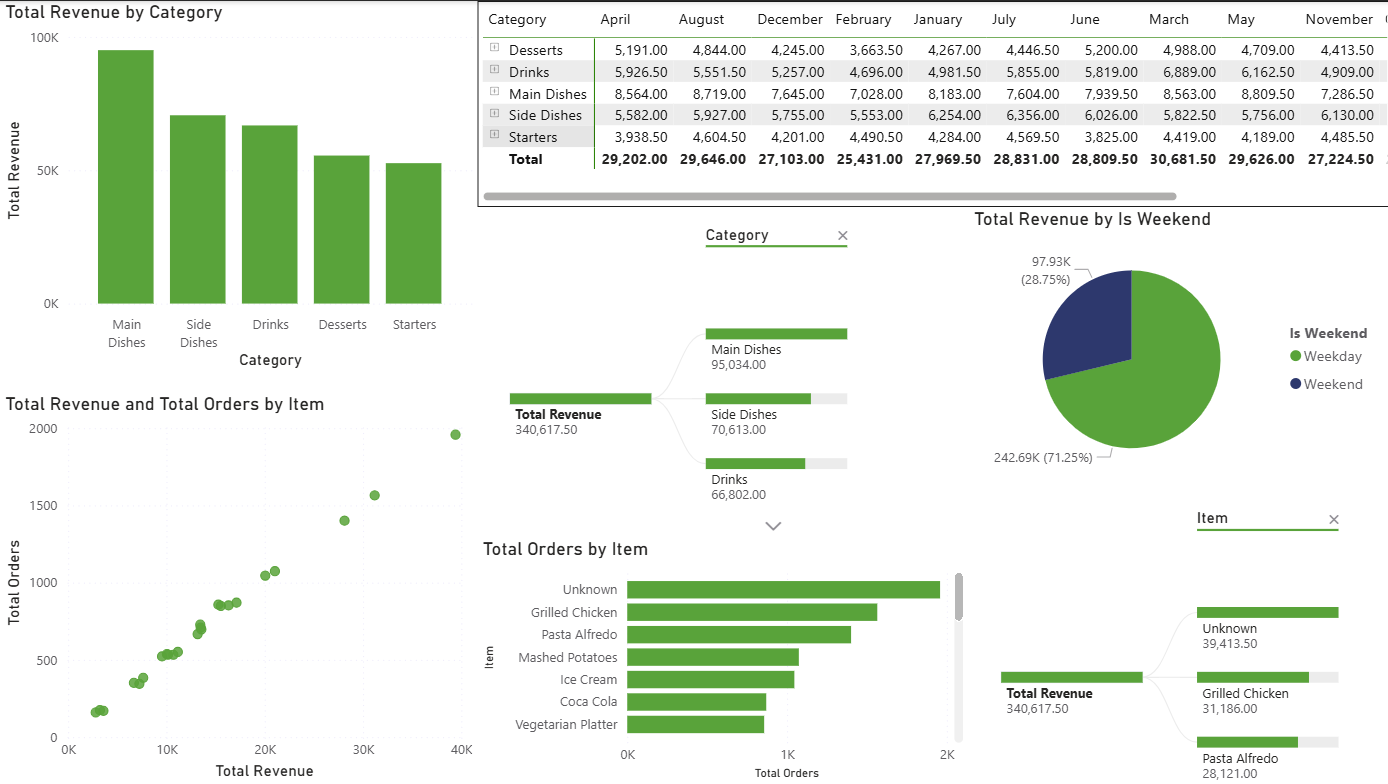 Total Revenue by Category
100K
50K
0K
Total Revenue
Main Dishes
Side Dishes
Drinks
Desserts
Starters
Category
Category April August December February January July June March May November
Desserts 5,191.00 4,844.00 4,245.00 3,663.50 4,267.00 4,446.50 5,200.00 4,988.00 4,709.00 4,413.50
Drinks 5,926.50 5,551.50 5,257.00 4,696.00 4,981.50 5,855.00 5,819.00 6,889.00 6,162.50 4,909.00
Main Dishes 8,564.00 8,719.00 7,645.00 7,028.00 8,183.00 7,604.00 7,939.50 8,563.00 8,809.50 7,286.50
Side Dishes 5,582.00 5,927.00 5,755.00 5,553.00 6,254.00 6,356.00 6,026.00 5,822.50 5,756.00 6,130.00
Starters 3,938.50 4,604.50 4,201.00 4,490.50 4,284.00 4,569.50 3,825.00 4,419.00 4,189.00 4,485.50
Total 29,202.00 29,646.00 27,103.00 25,431.00 27,969.50 28,831.00 28,809.50 30,681.50 29,626.00 27,224.50
Category
Total Revenue
340,617.50
Main Dishes
95,034.00
Side Dishes
70,613.00
Drinks
66,802.00
Total Revenue by Is Weekend
97.93K
(28.75%)
242.69K (71.25%)
Is Weekend
Weekday
Weekend
Total Revenue and Total Orders by Item
2000
1500
1000
500
0
Total Orders
0K 10K 20K 30K 40K
Total Revenue
Total Orders by Item
Item
Unknown
Grilled Chicken
Pasta Alfredo
Mashed Potatoes
Ice Cream
Coca Cola
Vegetarian Platter
0K 1K 2K
Total Orders
Item
Total Revenue
340,617.50
Unknown
39,413.50
Grilled Chicken
31,186.00
Pasta Alfredo
28,121.00